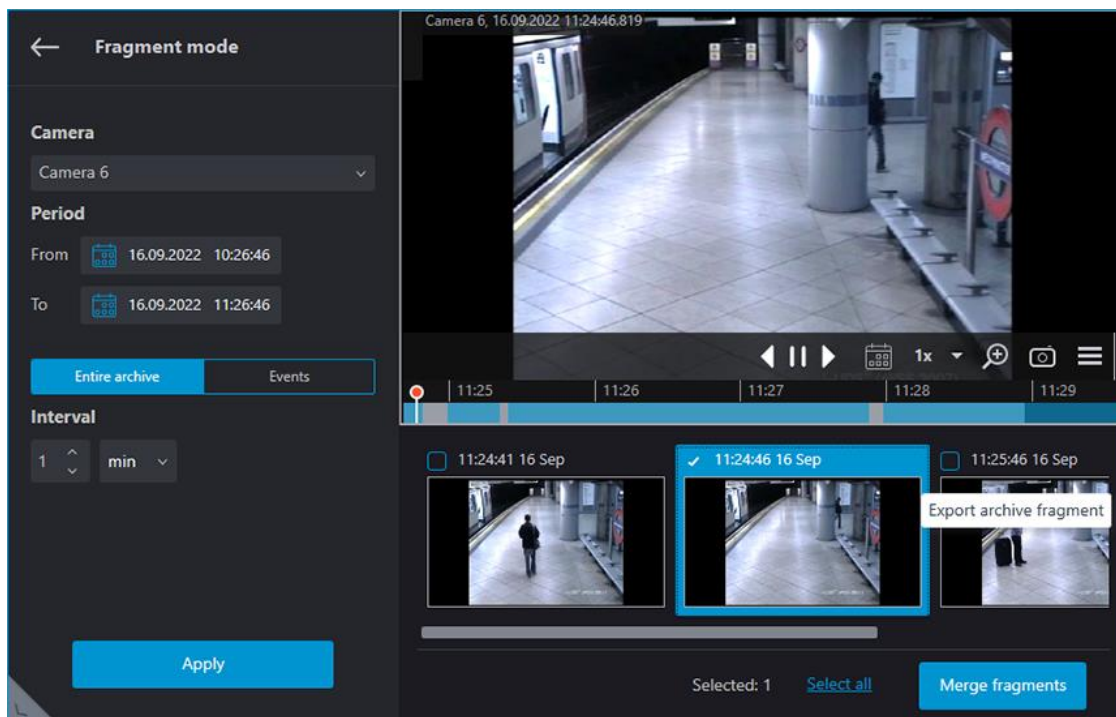 Fragment mode
Camera
Camera 6
Period
From 16.09.2022 10:26:46
To 16.09.2022 11:26:46
Entire archive Events
Interval
1 min
Apply
Camera 6, 16.09.2022 11:24:46.819
1x
11:25 11:26 11:27 11:28 11:29
11:24:41 16 Sep 11:24:46 16 Sep 11:25:46 16 Sep
Export archive fragment
Selected: 1 Select all Merge fragments